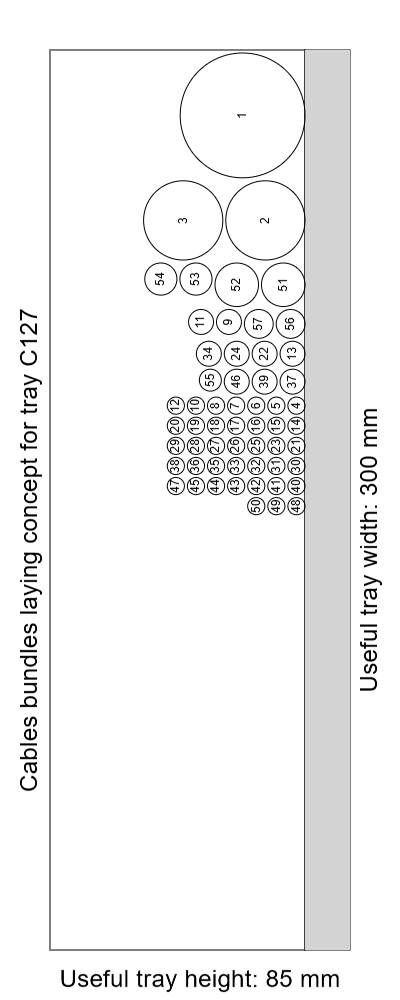 Cables bundles laying concept for tray C127
1
3 2
54 53 52 51
11 9 57 56
34 24 22 13
55 46 39 37
12 10 8 7 6 5 4
20 19 18 17 16 15 14
29 28 27 26 25 23 21
38 36 35 33 32 31 30
47 45 44 43 42 41 40
50 49 48
Useful tray width: 300 mm
Useful tray height: 85 mm